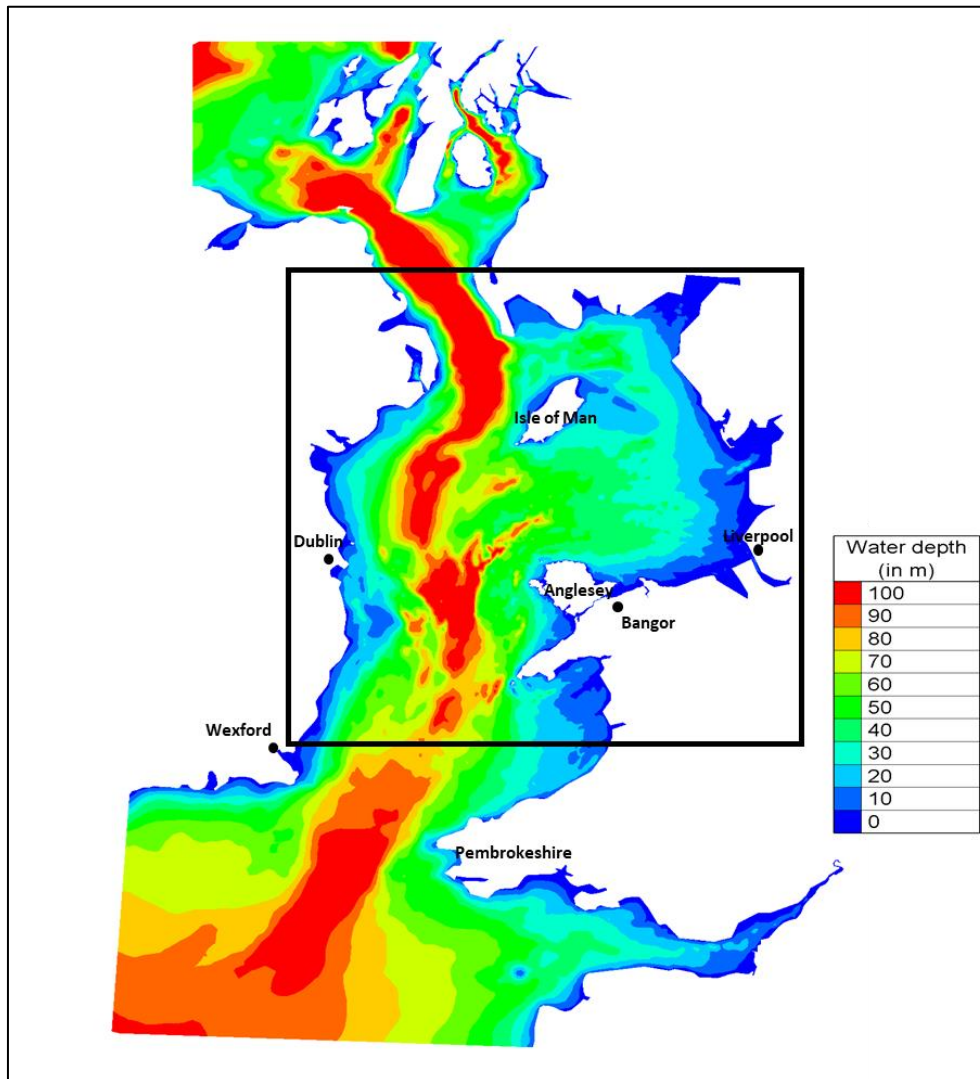 Isle of Man
Dublin
Liverpool
Anglesey
Bangor
Wexford
Pembrokeshire
Water depth
(in m)
100
90
80
70
60
50
40
30
20
10
0